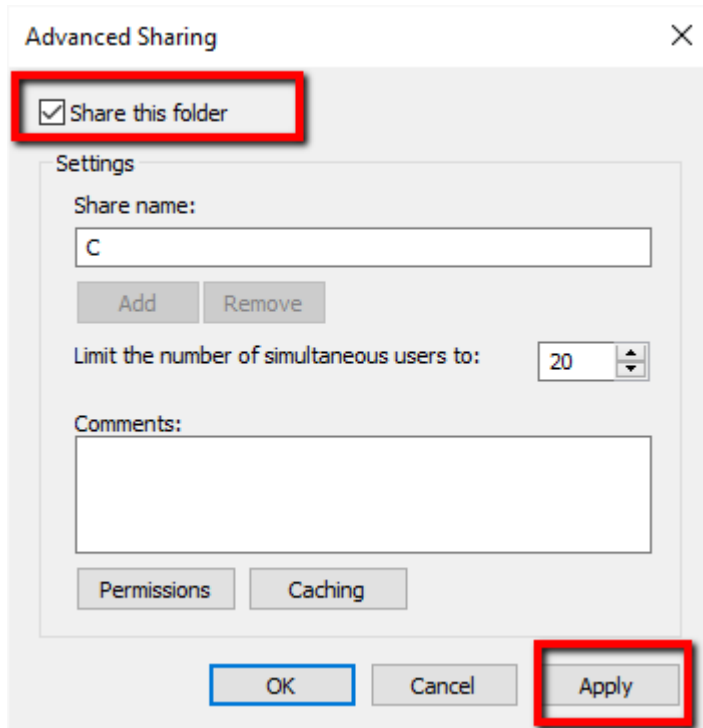 Advanced Sharing
Share this folder
Settings
Share name:
C
Add Remove
Limit the number of simultaneous users to: 20
Comments:
Permissions Caching
OK Cancel Apply